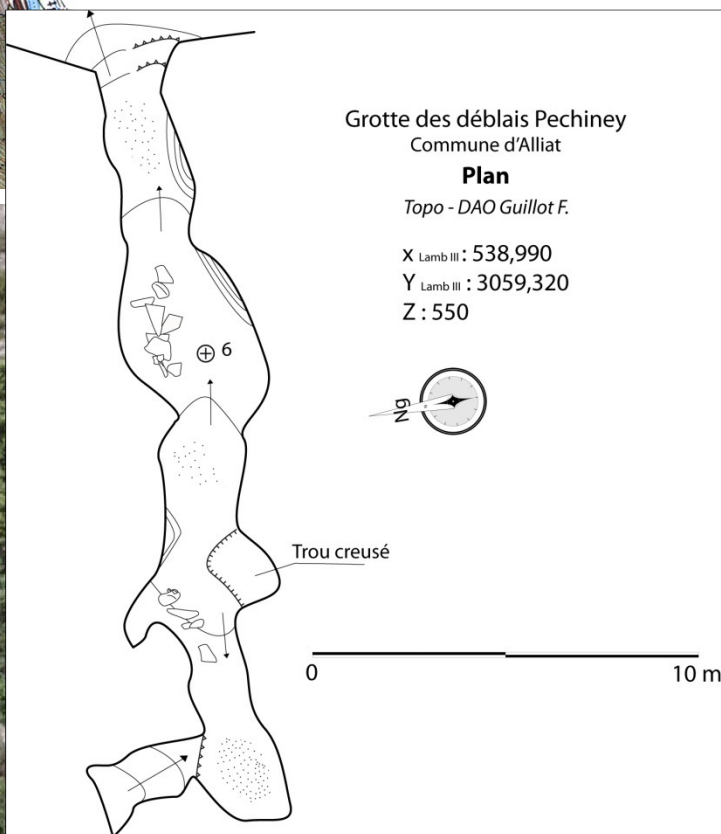 Grotte des déblais Pechiney
Commune d'Alliat
Plan
Topo - DAO Guillot F.
X Lamb III : 538,990
Y Lamb III : 3059,320
Z : 550
6
Ng
Trou creusé
0
10 m